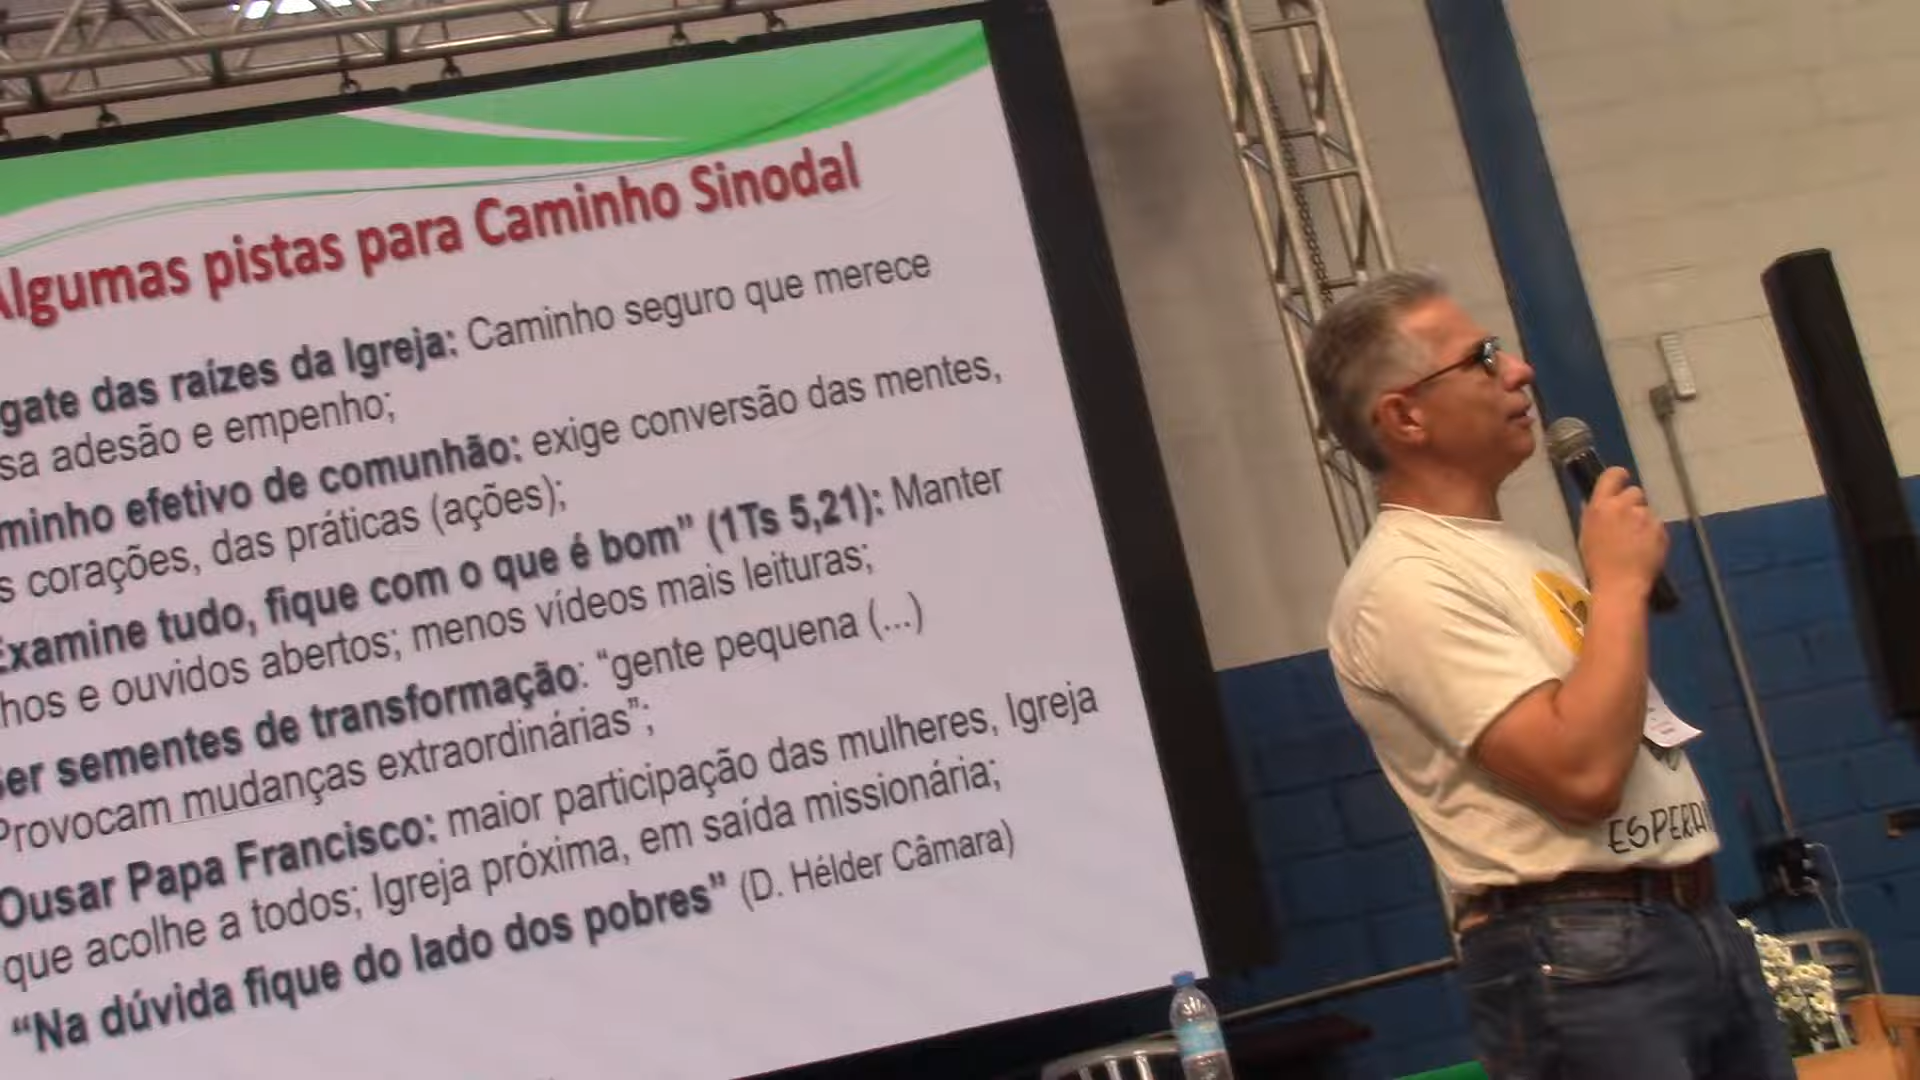 Algumas pistas para Caminho Sinodal
gate das raízes da Igreja: Caminho seguro que merece
sa adesão e empenho;
minho efetivo de comunhão: exige conversão das mentes,
s corações, das práticas (ações);
Examine tudo, fique com o que é bom” (1Ts 5,21): Manter
hos e ouvidos abertos; menos vídeos mais leituras;
Ser sementes de transformação: “gente pequena (...)
Provocam mudanças extraordinárias”;
Ousar Papa Francisco: maior participação das mulheres, Igreja
que acolhe a todos; Igreja próxima, em saída missionária;
“Na dúvida fique do lado dos pobres” (D. Hélder Câmara)
ESPERA